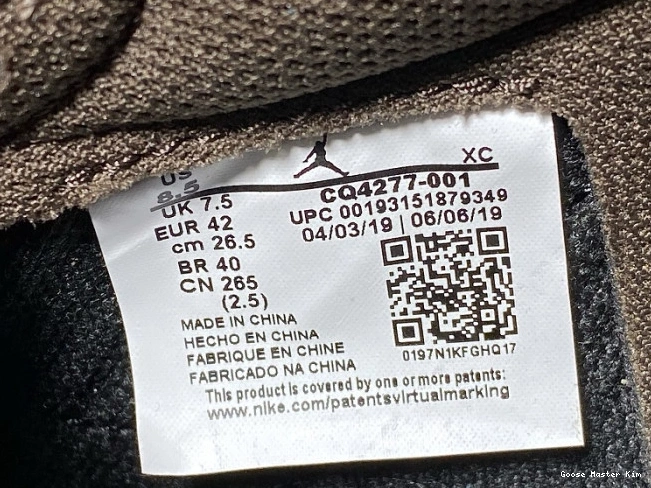 US
8.5
UK 7.5
EUR 42
cm 26.5
BR 40
CN 265
(2.5)
XC
CQ4277-001
UPC 00193151879349
04/03/19 | 06/06/19
0197N1KFGHQ17
MADE IN CHINA
HECHO EN CHINA
FABRIQUE EN CHINE
FABRICADO NA CHINA
This product is covered by one or more patents:
www.nike.com/patentsvirtualmarking
Goose Master Kim